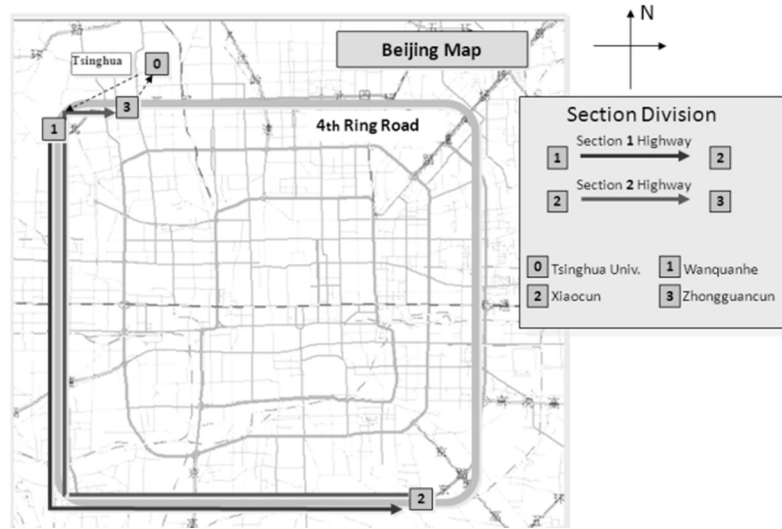 Beijing Map
N
Tsinghua
0
3
1
4th Ring Road
2
Section Division
Section 1 Highway
1
2
Section 2 Highway
2
3
0 Tsinghua Univ.
1 Wanquanhe
2 Xiaocun
3 Zhongguancun